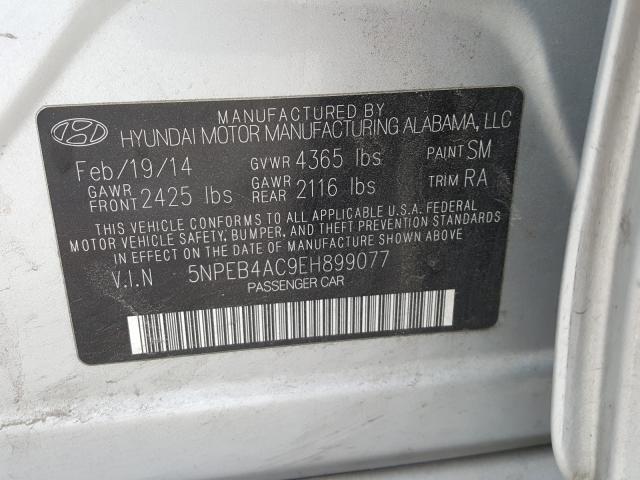 MANUFACTURED BY
HYUNDAI MOTOR MANUFACTURING ALABAMA, LLC
Feb/19/14 GVWR 4365 lbs PAINT SM
GAWR FRONT 2425 lbs GAWR REAR 2116 lbs TRIM RA
THIS VEHICLE CONFORMS TO ALL APPLICABLE U.S.A. FEDERAL
MOTOR VEHICLE SAFETY, BUMPER, AND THEFT PREVENTION STANDARDS
IN EFFECT ON THE DATE OF MANUFACTURE SHOWN ABOVE.
V.I.N 5NPEB4AC9EH899077
PASSENGER CAR